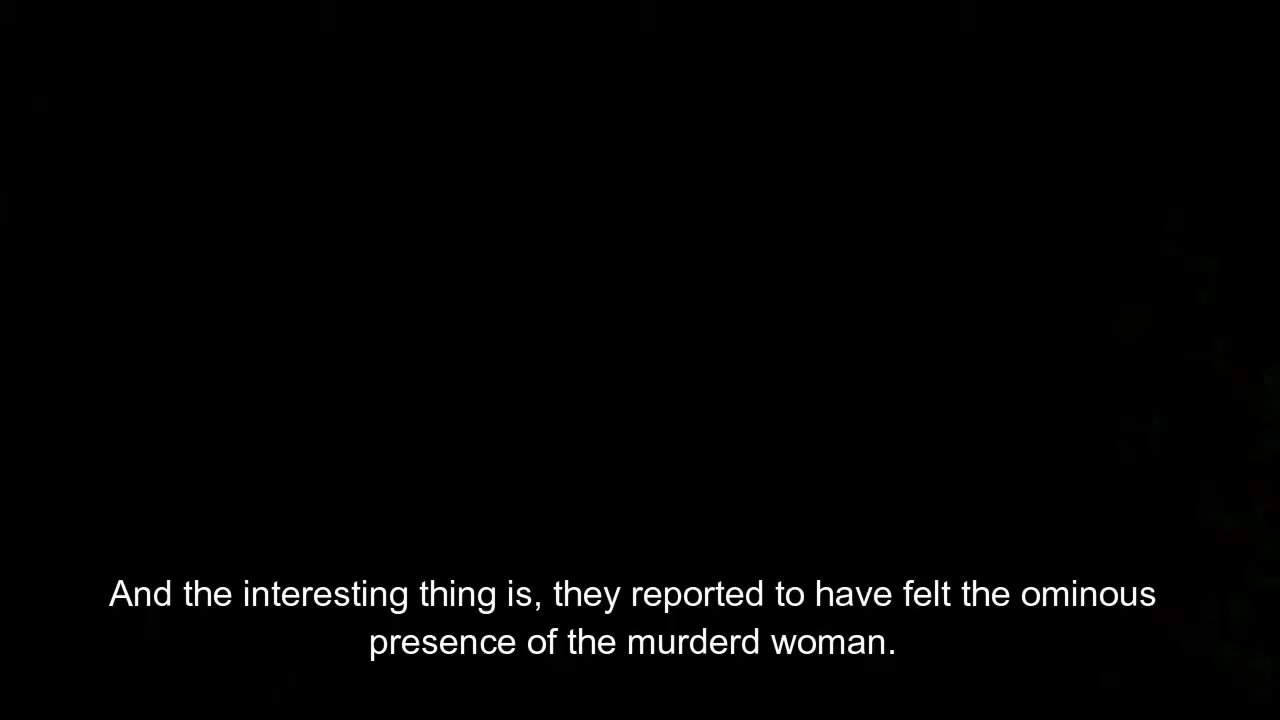 And the interesting thing is, they reported to have felt the ominous
presence of the murderd woman.